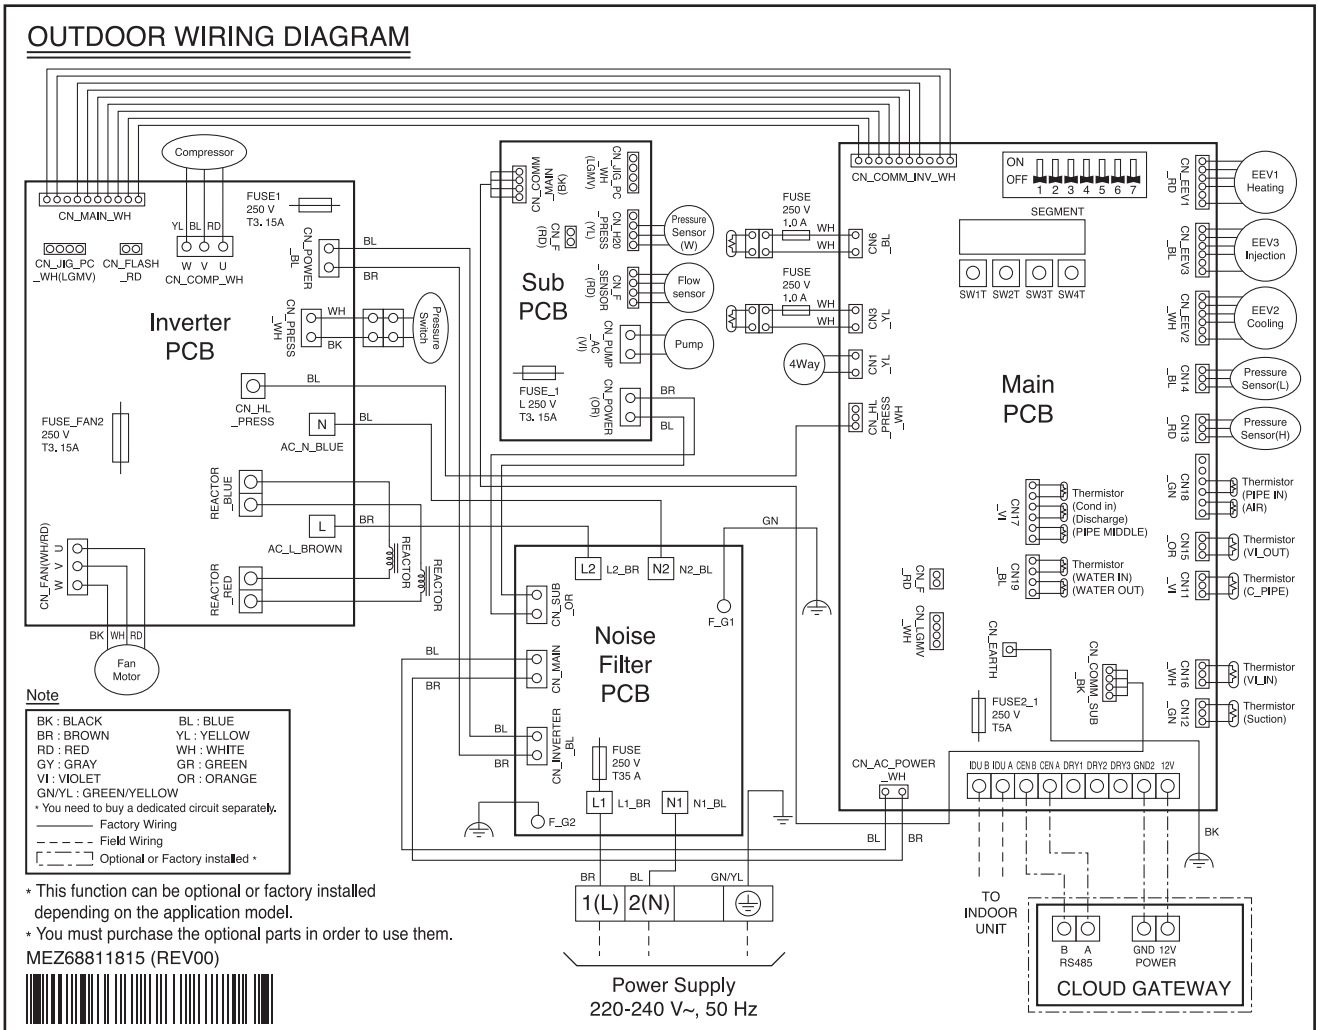 OUTDOOR WIRING DIAGRAM
Compressor
CN_MAIN_WH
YL BL RD
W V U
CN_COMP_WH
CN_JIG_PC
_WH(LGMV)
CN_FLASH
_RD
FUSE1
250 V
T3. 15A
CN_POWER
_BL
BL
BR
CN_PRESS
_WH
WH
BK
Pressure
Switch
Inverter
PCB
CN_HL
_PRESS
BL
N
BL
AC_N_BLUE
FUSE_FAN2
250 V
T3. 15A
REACTOR
_BLUE
L
BR
AC_L_BROWN
REACTOR
_RED
REACTOR
REACTOR
CN_FAN(WH/RD)
U
V
W
BK WH RD
Fan
Motor
CN_COMM
_MAIN
(BK)
CN_JIG_PC
_WH
(LGMV)
CN_F
(RD)
CN_H20
_PRESS
(YL)
Pressure
Sensor
(W)
Sub
PCB
CN_F
_SENSOR
(RD)
Flow
sensor
CN_PUMP
_AC
(VI)
Pump
FUSE_1
L 250 V
T3. 15A
CN_POWER
(OR)
BR
BL
FUSE
250 V
1.0 A
WH
WH
CN6
_BL
FUSE
250 V
1.0 A
WH
WH
CN3
_YL
4Way
CN1
_YL
CN_HL
_PRESS
_WH
CN_COMM_INV_WH
ON
OFF
1 2 3 4 5 6 7
SEGMENT
SW1T SW2T SW3T SW4T
Main
PCB
CN_EEV1
_RD
EEV1
Heating
CN_EEV3
_BL
EEV3
Injection
CN_EEV2
_WH
EEV2
Cooling
CN14
_BL
Pressure
Sensor(L)
CN13
_RD
Pressure
Sensor(H)
CN18
_GN
Thermistor
(PIPE IN)
(AIR)
CN17
_VI
Thermistor
(Cond in)
(Discharge)
(PIPE MIDDLE)
CN15
_OR
Thermistor
(VI_OUT)
CN19
_BL
Thermistor
(WATER IN)
(WATER OUT)
CN11
_VI
Thermistor
(C_PIPE)
CN_F
_RD
CN_LGMV
_WH
CN_EARTH
CN_COMM_SUB
_BK
CN16
_WH
Thermistor
(VI_IN)
CN12
_GN
Thermistor
(Suction)
FUSE2_1
250 V
T5A
CN_AC_POWER
_WH
IDU B IDU A CEN B CEN A DRY1 DRY2 DRY3 GND2 12V
BL
BR
BK
GN
L2 L2_BR N2 N2_BL
F_G1
CN_SUB
_OR
Noise
Filter
PCB
CN_MAIN
BL
BR
CN_INVERTER
_BL
BL
BR
FUSE
250 V
T35 A
L1 L1_BR N1 N1_BL
F_G2
BR BL GN/YL
1(L) 2(N)
Power Supply
220-240 V~, 50 Hz
TO
INDOOR
UNIT
B A
RS485
GND 12V
POWER
CLOUD GATEWAY
Note
BK : BLACK BL : BLUE
BR : BROWN YL : YELLOW
RD : RED WH : WHITE
GY : GRAY GR : GREEN
VI : VIOLET OR : ORANGE
GN/YL : GREEN/YELLOW
* You need to buy a dedicated circuit separately.
Factory Wiring
Field Wiring
Optional or Factory installed *
* This function can be optional or factory installed
depending on the application model.
* You must purchase the optional parts in order to use them.
MEZ68811815 (REV00)